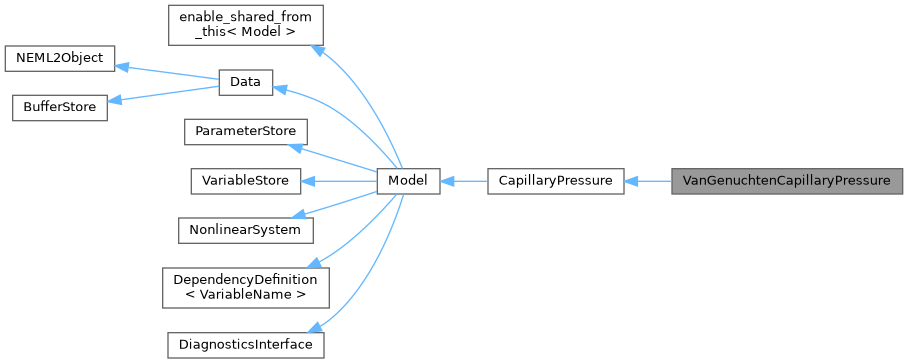 enable_shared_from
_this< Model >
NEML2Object
Data
BufferStore
ParameterStore
VariableStore
Model
CapillaryPressure
VanGenuchtenCapillaryPressure
NonlinearSystem
DependencyDefinition
< VariableName >
DiagnosticsInterface